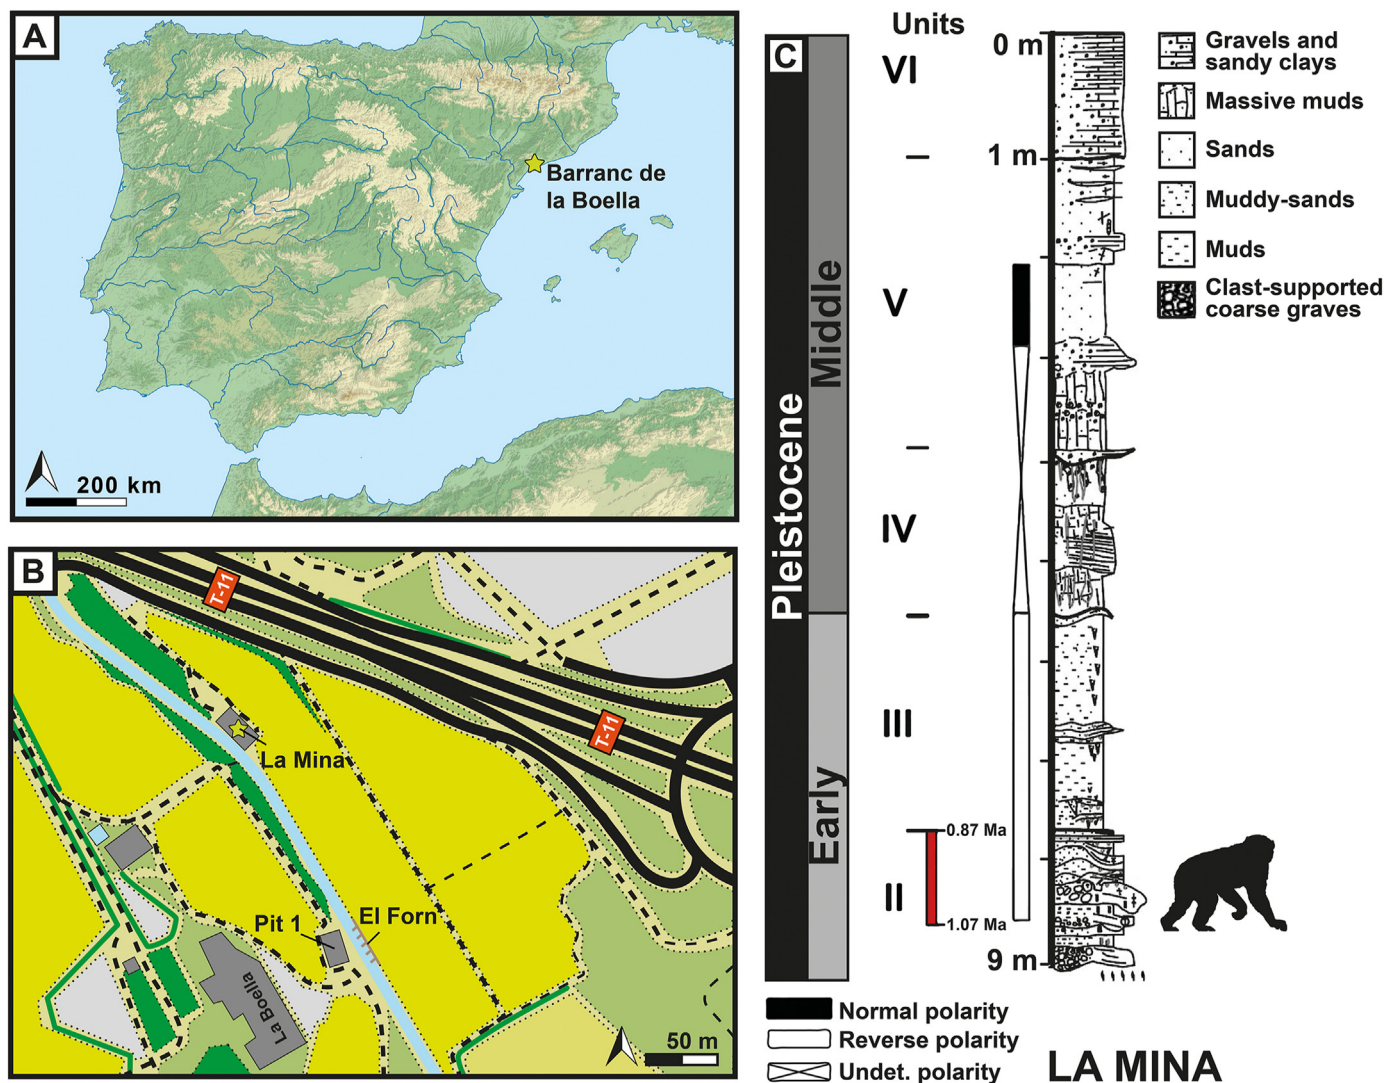 A
Barranc de
la Boella
200 km
B
T-11
T-11
La Mina
Pit 1
El Forn
La Boella
50 m
C
Units
Pleistocene
Middle
Early
VI
V
IV
III
II
0 m
1 m
9 m
0.87 Ma
1.07 Ma
Gravels and
sandy clays
Massive muds
Sands
Muddy-sands
Muds
Clast-supported
coarse graves
Normal polarity
Reverse polarity
Undet. polarity
LA MINA